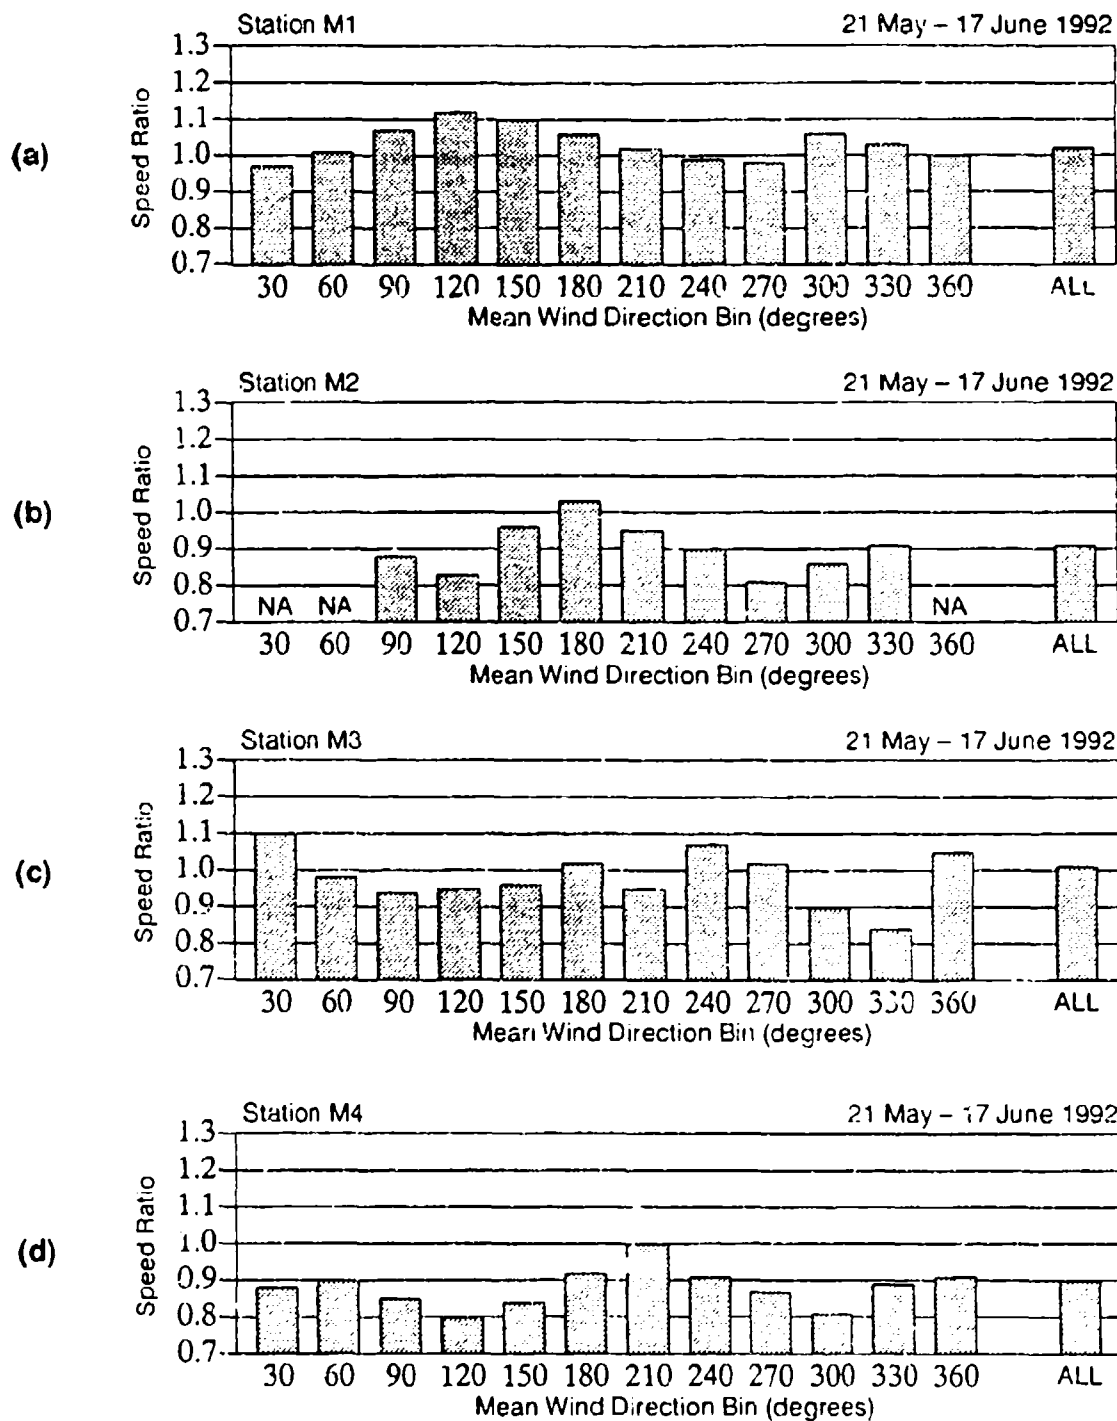 Station M1 21 May – 17 June 1992
1.3
1.2
1.1
(a)
1.0
0.9
0.8
0.7
Speed Ratio
30 60 90 120 150 180 210 240 270 300 330 360 ALL
Mean Wind Direction Bin (degrees)
Station M2 21 May – 17 June 1992
1.3
1.2
1.1
(b)
1.0
0.9
0.8
0.7
Speed Ratio
NA NA NA
30 60 90 120 150 180 210 240 270 300 330 360 ALL
Mean Wind Direction Bin (degrees)
Station M3 21 May – 17 June 1992
1.3
1.2
1.1
(c)
1.0
0.9
0.8
0.7
Speed Ratio
30 60 90 120 150 180 210 240 270 300 330 360 ALL
Mean Wind Direction Bin (degrees)
Station M4 21 May – 17 June 1992
1.3
1.2
1.1
(d)
1.0
0.9
0.8
0.7
Speed Ratio
30 60 90 120 150 180 210 240 270 300 330 360 ALL
Mean Wind Direction Bin (degrees)